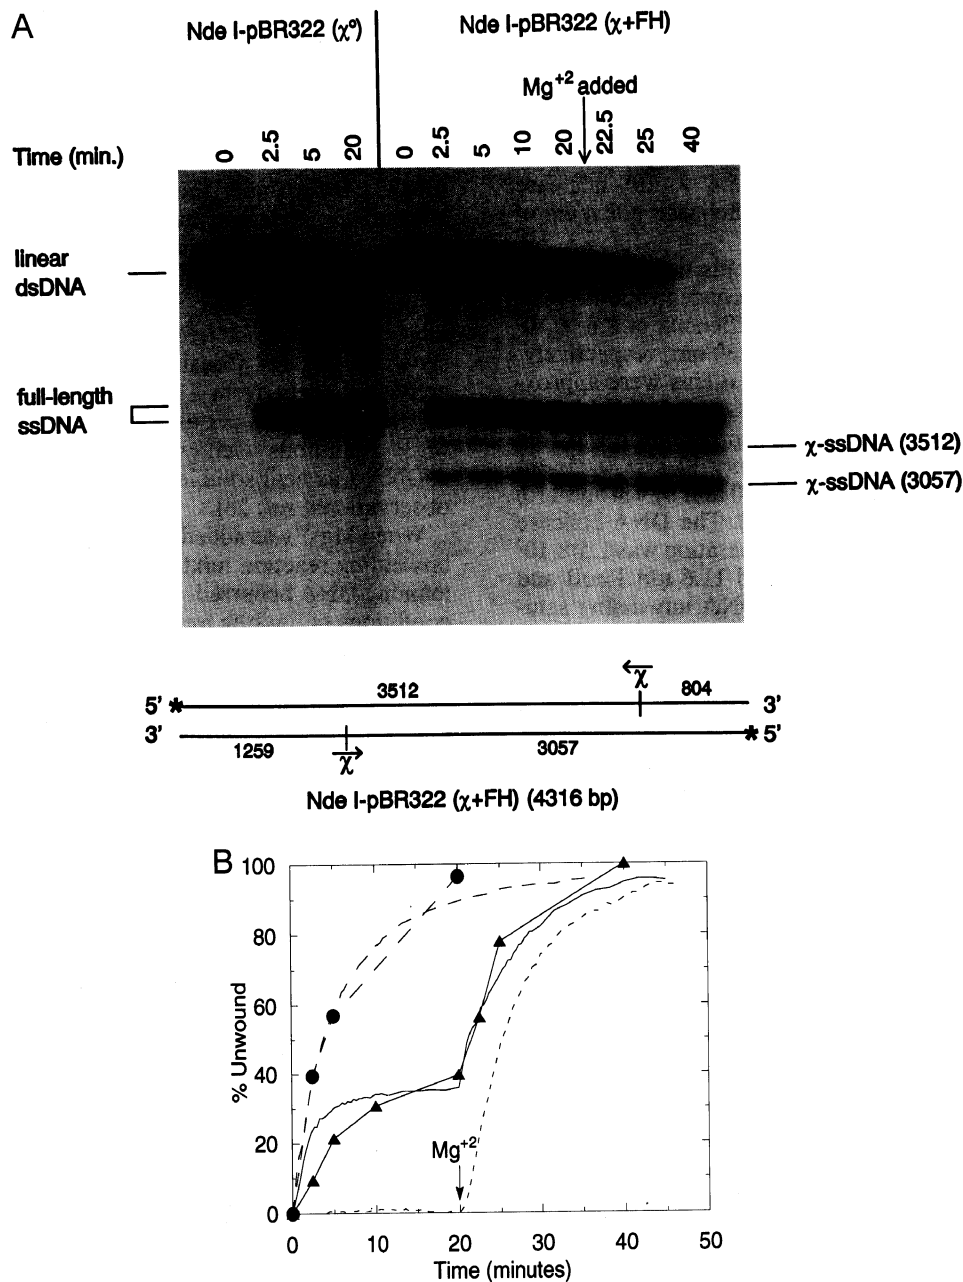 A
Nde I-pBR322 (χ°)
Nde I-pBR322 (χ+FH)
Mg+2 added
Time (min.)
0 2.5 5 20 0 2.5 5 10 20 22.5 25 40
linear
dsDNA
full-length
ssDNA
χ-ssDNA (3512)
χ-ssDNA (3057)
χ
3512
804
5' * 3'
3' * 5'
1259
3057
χ
Nde I-pBR322 (χ+FH) (4316 bp)
B
100
80
60
40
20
0
% Unwound
Mg+2
0 10 20 30 40 50
Time (minutes)